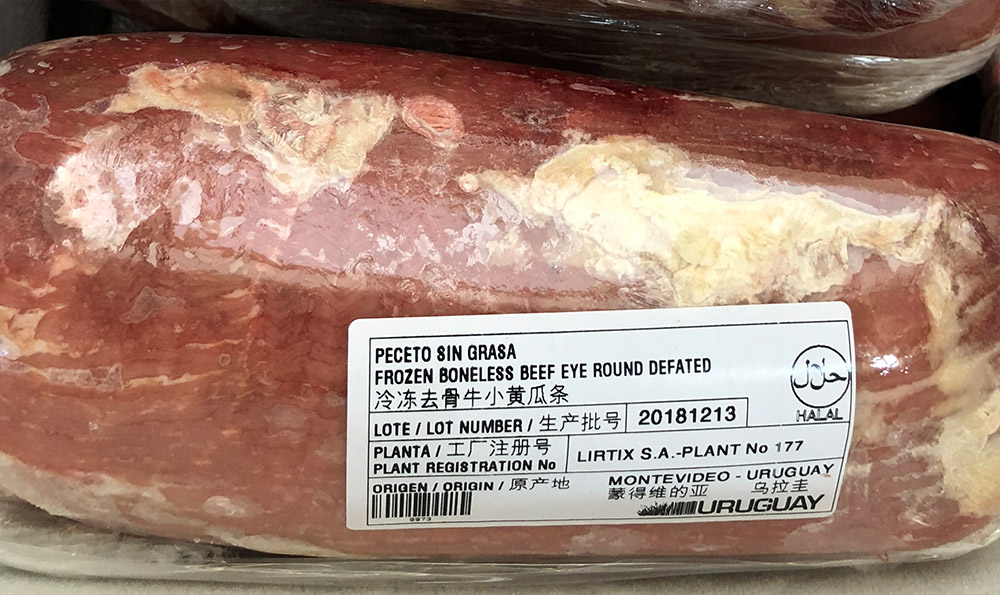 PECETO SIN GRASA
FROZEN BONELESS BEEF EYE ROUND DEFATED
冷冻去骨牛小黄瓜条
حلال
HALAL
LOTE / LOT NUMBER / 生产批号 20181213
PLANTA / 工厂注册号
PLANT REGISTRATION No
LIRTIX S.A.-PLANT No 177
ORIGEN / ORIGIN / 原产地
MONTEVIDEO - URUGUAY
蒙得维的亚 乌拉圭
9973
URUGUAY